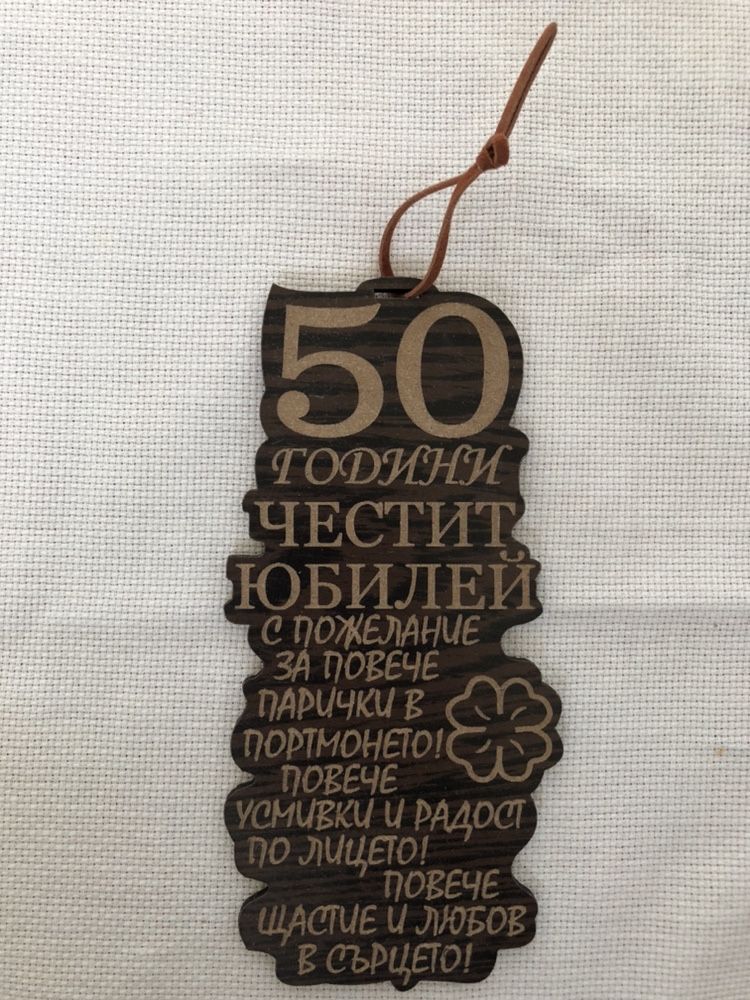 50
ГОДИНИ
ЧЕСТИТ
ЮБИЛЕЙ
С ПОЖЕЛАНИЕ
ЗА ПОВЕЧЕ
ПАРИЧКИ В
ПОРТМОНЕТО!
ПОВЕЧЕ
УСМИВКИ И РАДОСТ
ПО ЛИЦЕТО!
ПОВЕЧЕ
ЩАСТИЕ И ЛЮБОВ
В СЪРЦЕТО!